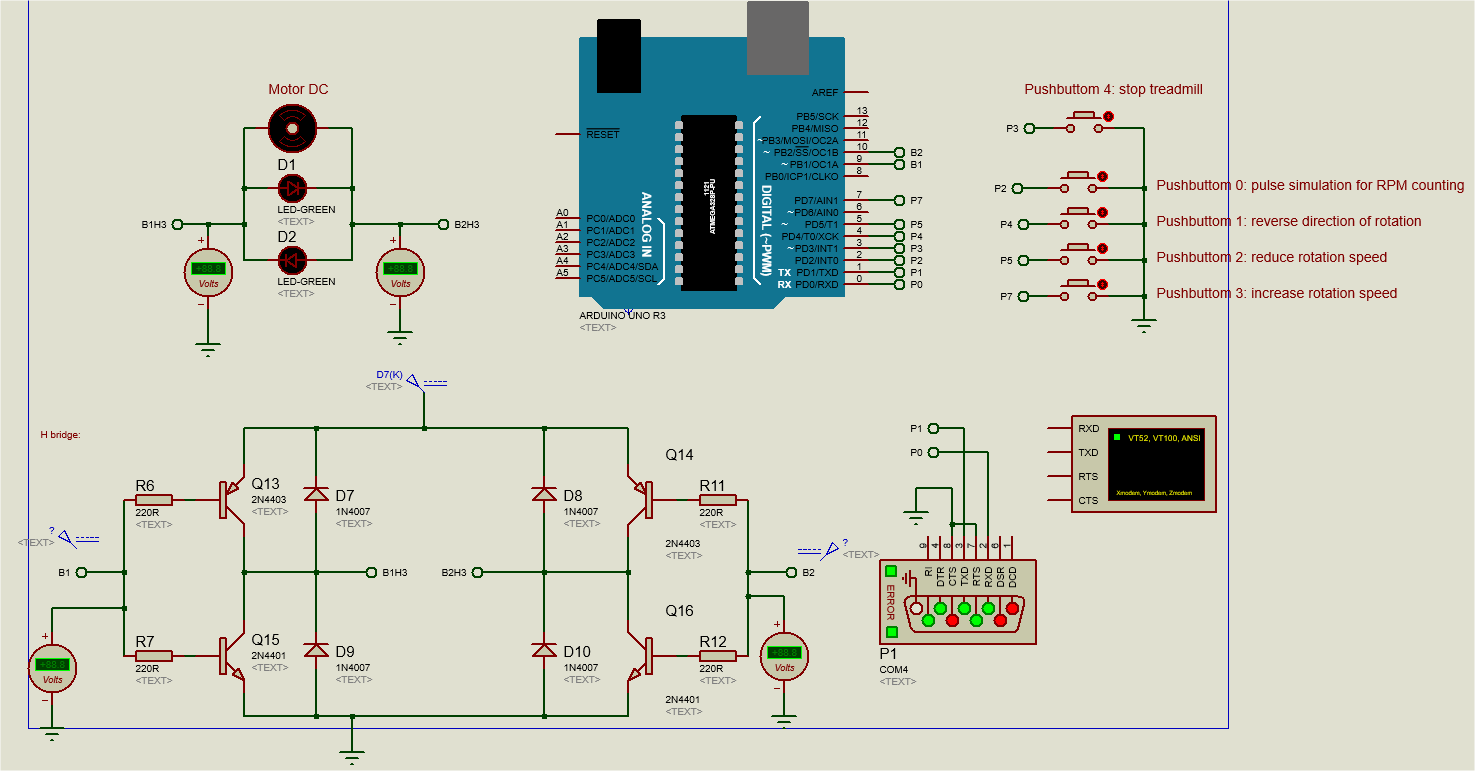 Motor DC
D1
LED-GREEN
<TEXT>
D2
LED-GREEN
<TEXT>
B1H3
B2H3
+
+88.8
Volts
−
+
+88.8
Volts
−
AREF
RESET
PB5/SCK 13
PB4/MISO 12
~PB3/MOSI/OC2A 11
~ PB2/SS/OC1B 10 B2
~ PB1/OC1A 9 B1
PB0/ICP1/CLKO 8
PD7/AIN1 7 P7
~PD6/AIN0 6
~ PD5/T1 5 P5
PD4/T0/XCK 4 P4
~PD3/INT1 3 P3
PD2/INT0 2 P2
TX PD1/TXD 1 P1
RX PD0/RXD 0 P0
A0 PC0/ADC0
A1 PC1/ADC1
A2 PC2/ADC2
A3 PC3/ADC3
A4 PC4/ADC4/SDA
A5 PC5/ADC5/SCL
ANALOG IN
ATMEGA328P-PU
1121
DIGITAL (~PWM)
ARDUINO UNO R3
<TEXT>
Pushbuttom 4: stop treadmill
P3
P2
Pushbuttom 0: pulse simulation for RPM counting
P4
Pushbuttom 1: reverse direction of rotation
P5
Pushbuttom 2: reduce rotation speed
P7
Pushbuttom 3: increase rotation speed
D7(K)
<TEXT>
H bridge:
R6
220R
<TEXT>
Q13
2N4403
<TEXT>
D7
1N4007
<TEXT>
D8
1N4007
<TEXT>
Q14
2N4403
<TEXT>
R11
220R
<TEXT>
?
<TEXT>
?
<TEXT>
B1
B1H3
B2H3
B2
R7
220R
<TEXT>
Q15
2N4401
<TEXT>
D9
1N4007
<TEXT>
D10
1N4007
<TEXT>
Q16
2N4401
<TEXT>
R12
220R
<TEXT>
+
+88.8
Volts
−
+
+88.8
Volts
−
P1
P0
9 4 8 3 7 2 6 1
RI DTR CTS TXD RTS RXD DSR DCD
ERROR
P1
COM4
<TEXT>
RXD
TXD
RTS
CTS
VT52, VT100, ANSI
Xmodem, Ymodem, Zmodem